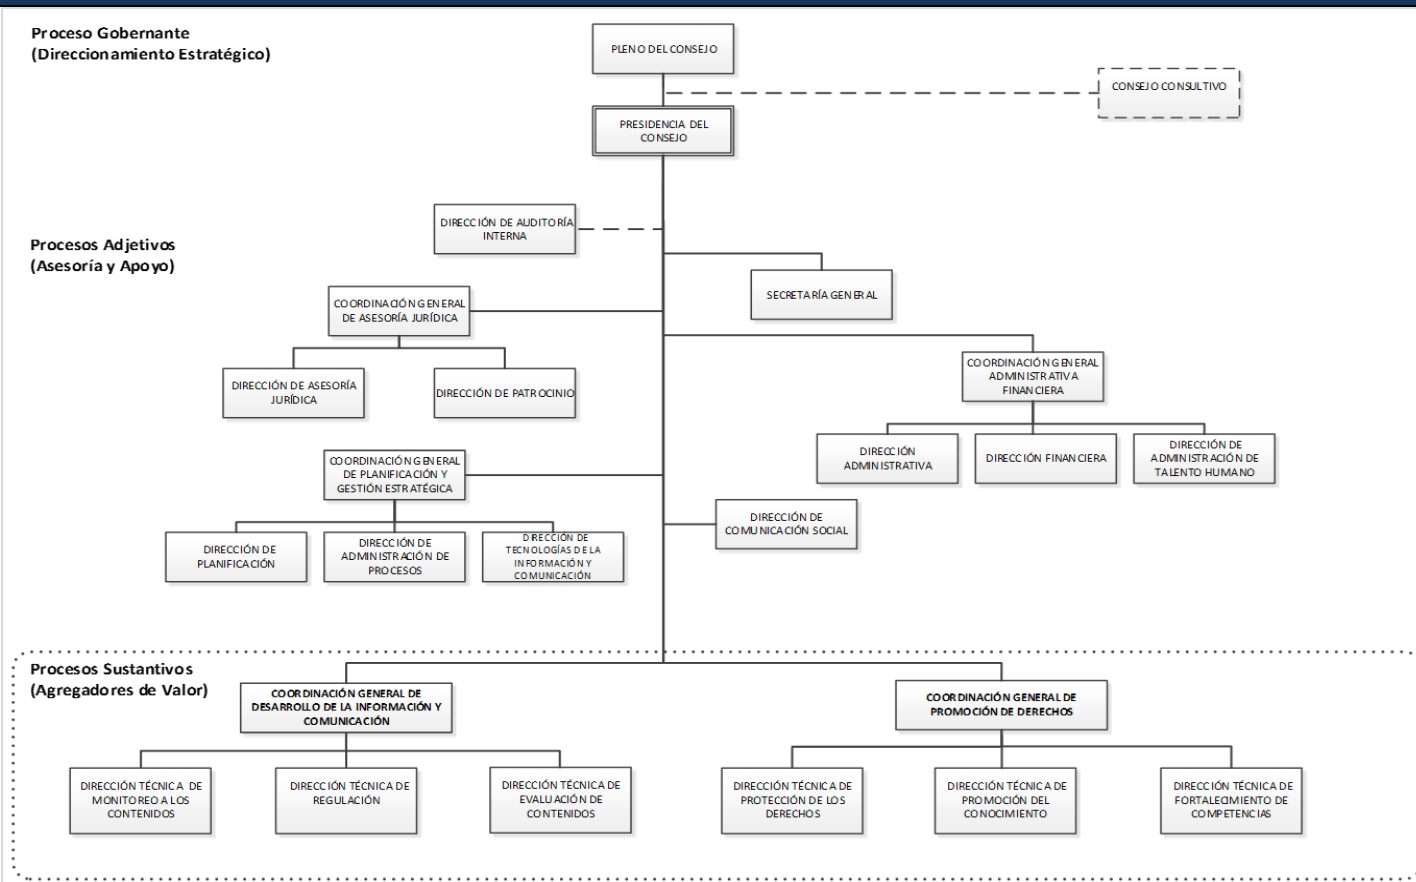 Proceso Gobernante
(Direccionamiento Estratégico)
PLENO DEL CONSEJO
CONSEJO CONSULTIVO
PRESIDENCIA DEL
CONSEJO
DIRECCIÓN DE AUDITORÍA
INTERNA
Procesos Adjetivos
(Asesoría y Apoyo)
SECRETARÍA GENERAL
COORDINACIÓN GENERAL
DE ASESORÍA JURÍDICA
COORDINACIÓN GENERAL
ADMINISTRATIVA
FINANCIERA
DIRECCIÓN DE ASESORÍA
JURÍDICA
DIRECCIÓN DE PATROCINIO
DIRECCIÓN
ADMINISTRATIVA
DIRECCIÓN FINANCIERA
DIRECCIÓN DE
ADMINISTRACIÓN DE
TALENTO HUMANO
COORDINACIÓN GENERAL
DE PLANIFICACIÓN Y
GESTIÓN ESTRATÉGICA
DIRECCIÓN DE
COMUNICACIÓN SOCIAL
DIRECCIÓN DE
PLANIFICACIÓN
DIRECCIÓN DE
ADMINISTRACIÓN DE
PROCESOS
DIRECCIÓN DE
TECNOLOGÍAS DE LA
INFORMACIÓN Y
COMUNICACIÓN
Procesos Sustantivos
(Agregadores de Valor)
COORDINACIÓN GENERAL DE
DESARROLLO DE LA INFORMACIÓN Y
COMUNICACIÓN
COORDINACIÓN GENERAL DE
PROMOCIÓN DE DERECHOS
DIRECCIÓN TÉCNICA DE
MONITOREO A LOS
CONTENIDOS
DIRECCIÓN TÉCNICA DE
REGULACIÓN
DIRECCIÓN TÉCNICA DE
EVALUACIÓN DE
CONTENIDOS
DIRECCIÓN TÉCNICA DE
PROTECCIÓN DE LOS
DERECHOS
DIRECCIÓN TÉCNICA DE
PROMOCIÓN DEL
CONOCIMIENTO
DIRECCIÓN TÉCNICA DE
FORTALECIMIENTO DE
COMPETENCIAS